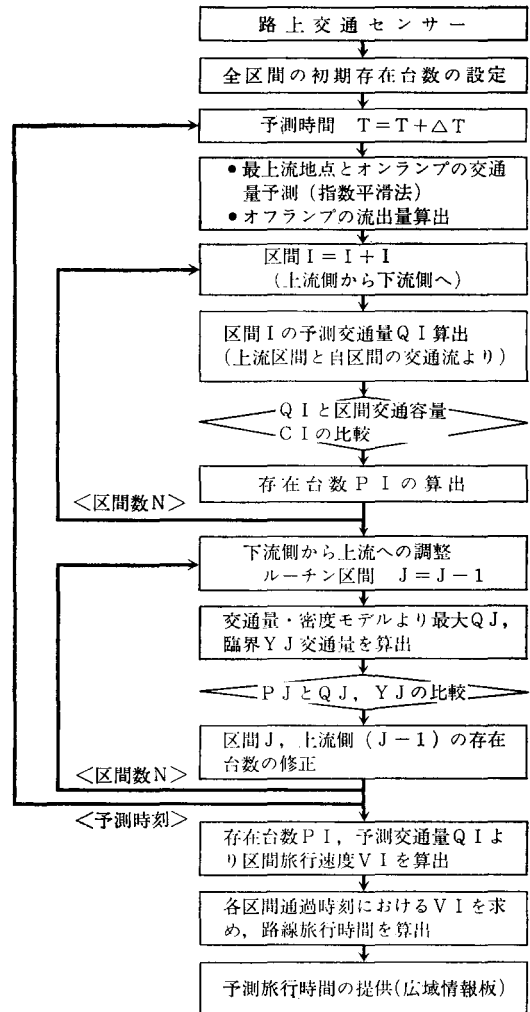 路上交通センサー
全区間の初期存在台数の設定
予測時間 T=T+△T
●最上流地点とオンランプの交通
量予測(指数平滑法)
●オフランプの流出量算出
区間I=I+I
(上流側から下流側へ)
区間Iの予測交通量QI算出
(上流区間と自区間の交通流より)
QIと区間交通容量
CIの比較
存在台数PIの算出
<区間数N>
下流側から上流への調整
ルーチン区間 J=J-1
交通量・密度モデルより最大QJ,
臨界YJ交通量を算出
PJとQJ,YJの比較
区間J,上流側(J-1)の存在
台数の修正
<区間数N>
<予測時刻>
存在台数PI,予測交通量QIよ
り区間旅行速度VIを算出
各区間通過時刻におけるVIを求
め,路線旅行時間を算出
予測旅行時間の提供(広域情報板)